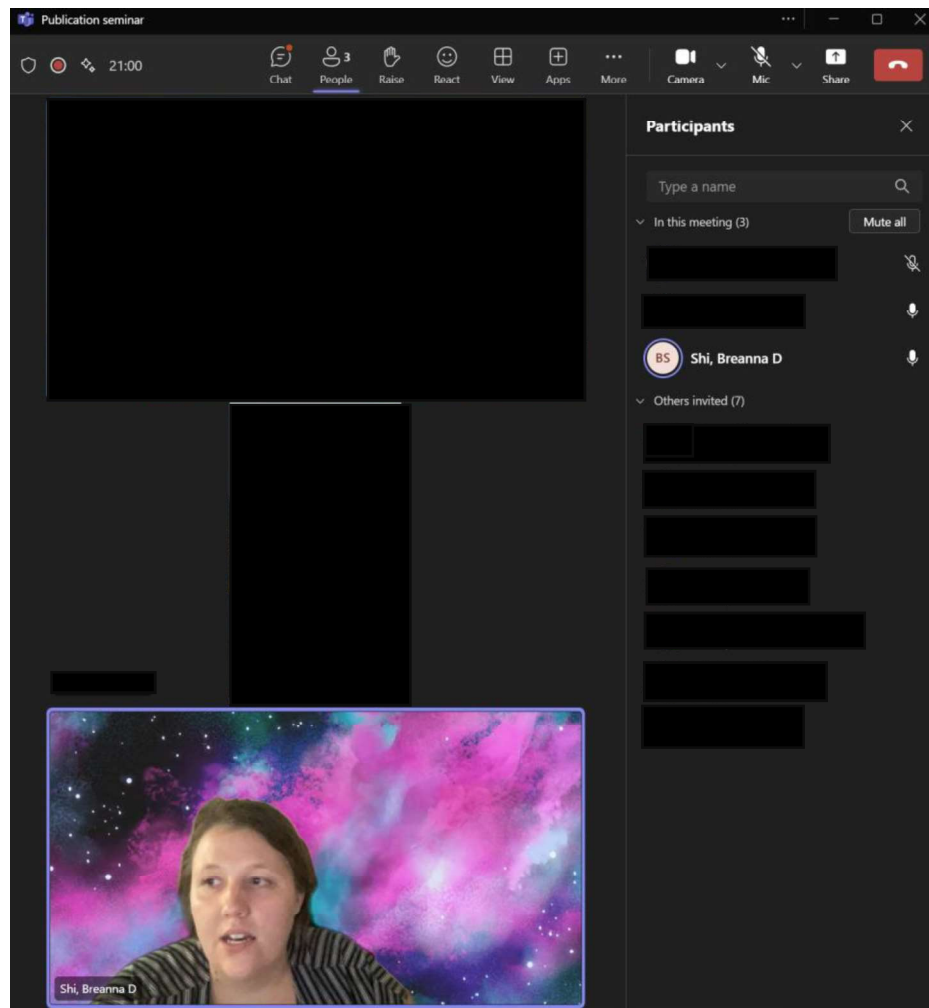 Publication seminar
21:00
Chat
People 3
Raise
React
View
Apps
More
Camera
Mic
Share
Participants
Type a name
In this meeting (3)
Mute all
BS Shi, Breanna D
Others invited (7)
Shi, Breanna D